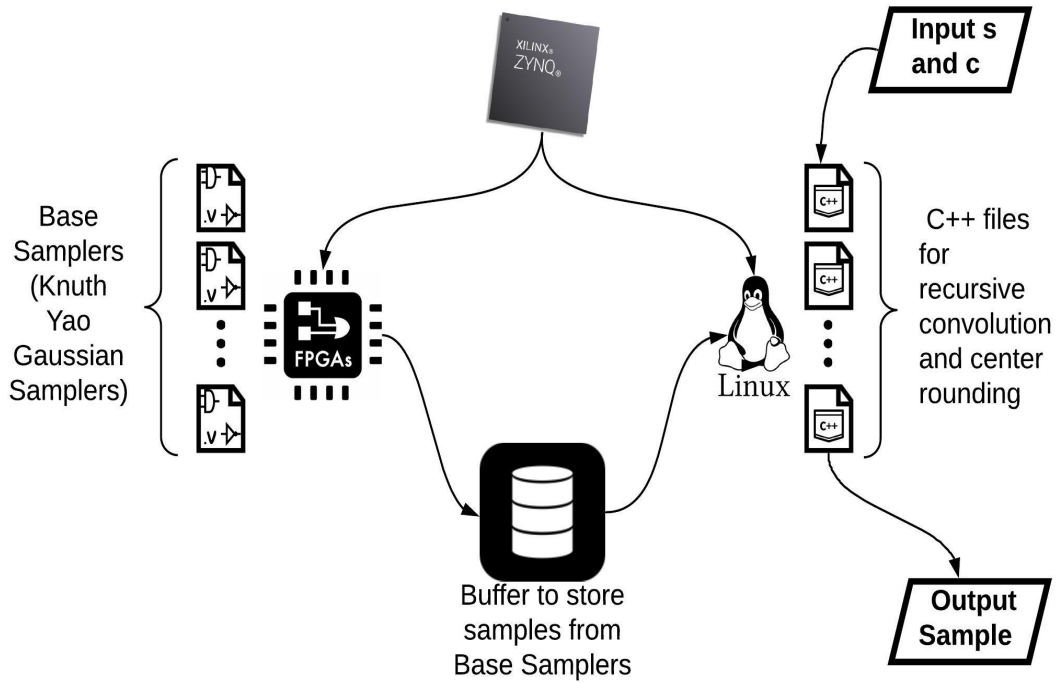 XILINX®
ZYNQ®
Input s
and c
Base
Samplers
(Knuth
Yao
Gaussian
Samplers)
.V
.V
.V
FPGAs
Linux
C++
C++
C++
C++ files
for
recursive
convolution
and center
rounding
Buffer to store
samples from
Base Samplers
Output
Sample